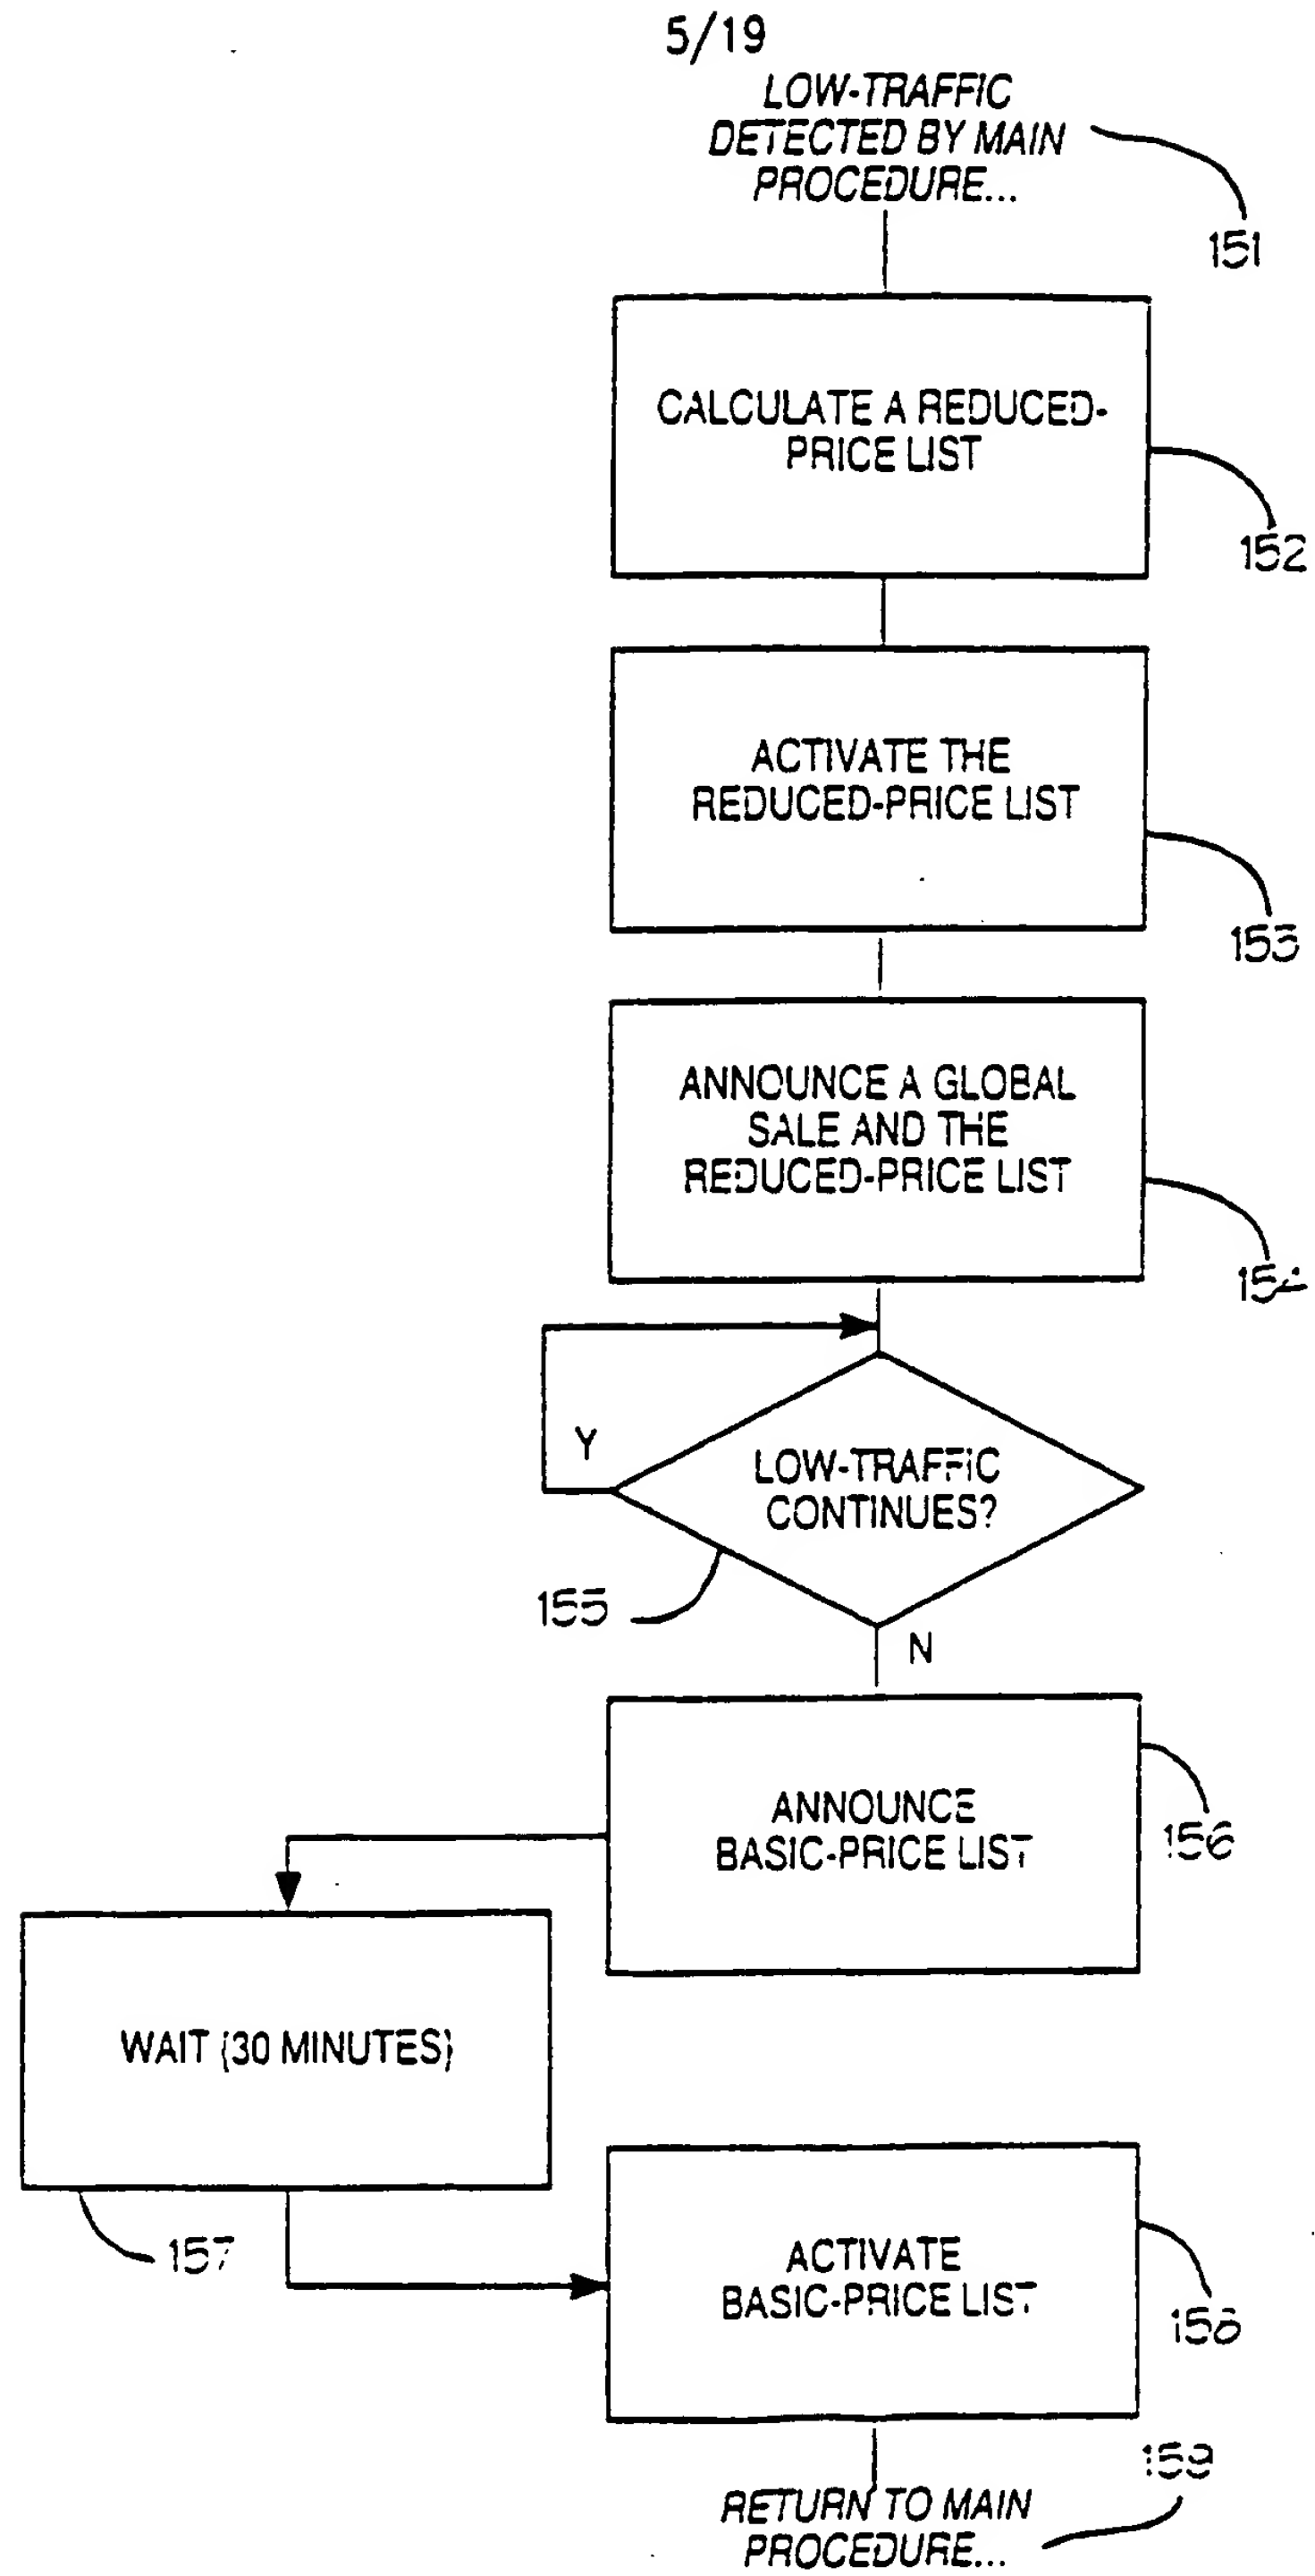 5/19
LOW-TRAFFIC
DETECTED BY MAIN
PROCEDURE...
151
CALCULATE A REDUCED-
PRICE LIST
152
ACTIVATE THE
REDUCED-PRICE LIST
153
ANNOUNCE A GLOBAL
SALE AND THE
REDUCED-PRICE LIST
154
Y
LOW-TRAFFIC
CONTINUES?
155
N
ANNOUNCE
BASIC-PRICE LIST
156
WAIT (30 MINUTES)
157
ACTIVATE
BASIC-PRICE LIST
158
159
RETURN TO MAIN
PROCEDURE...